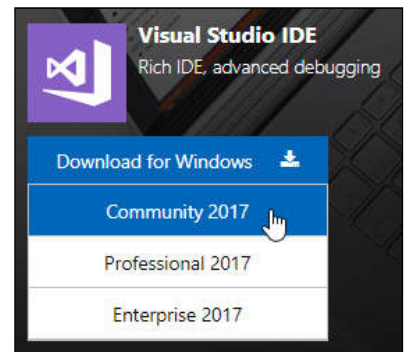 Visual Studio IDE
Rich IDE, advanced debugging
Download for Windows
Community 2017
Professional 2017
Enterprise 2017